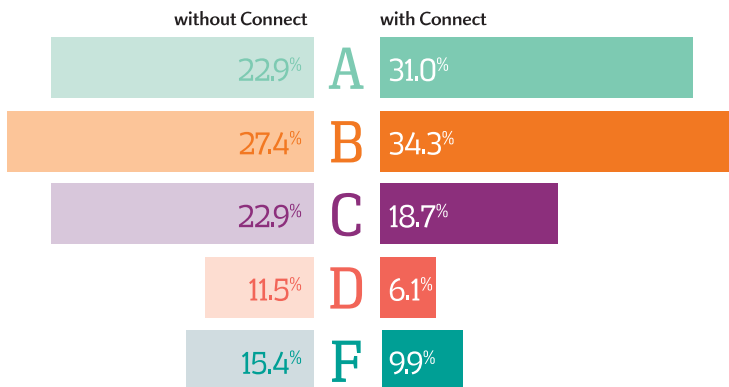 without Connect with Connect
22.9% A 31.0%
27.4% B 34.3%
22.9% C 18.7%
11.5% D 6.1%
15.4% F 9.9%